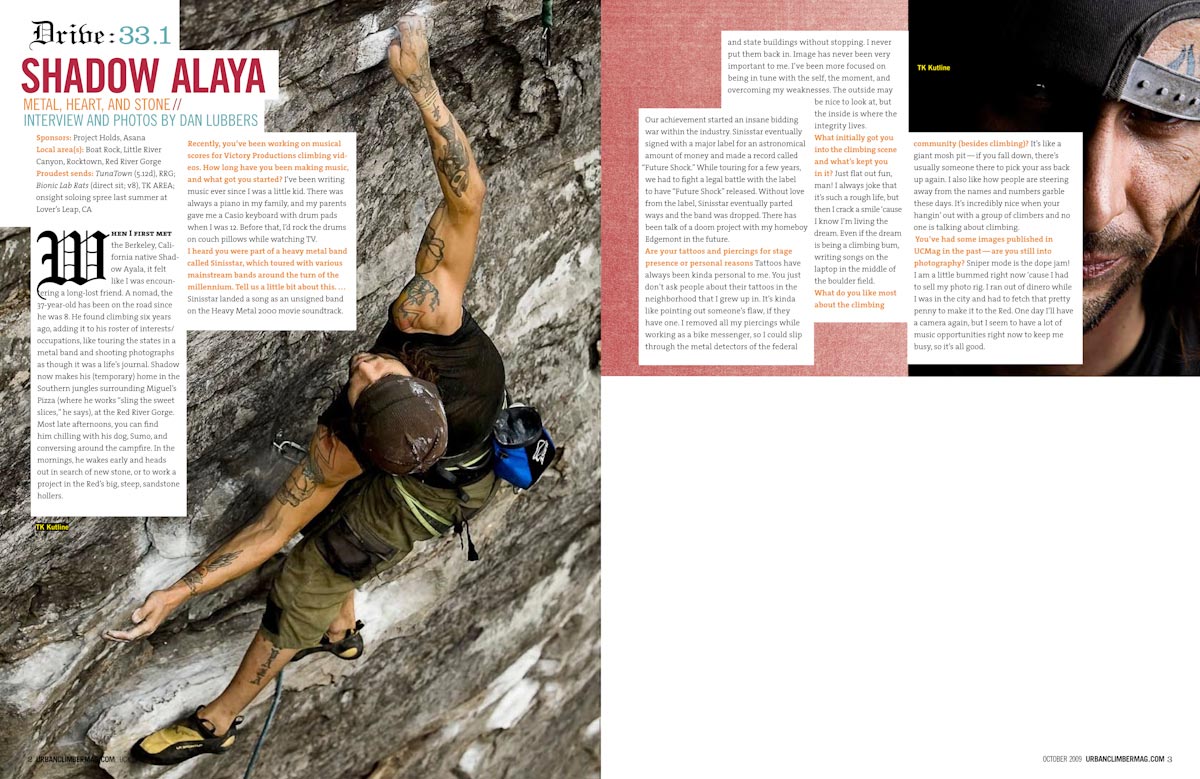 Drive: 33.1
SHADOW ALAYA
METAL, HEART, AND STONE//
INTERVIEW AND PHOTOS BY DAN LUBBERS
Sponsors: Project Holds, Asana
Local area(s): Boat Rock, Little River
Canyon, Rocktown, Red River Gorge
Proudest sends: TunaTown (5.12d), RRG;
Bionic Lab Rats (direct sit; v8), TK AREA;
onsight soloing spree last summer at
Lover's Leap, CA
WHEN I FIRST MET
the Berkeley, Cali-
fornia native Shad-
ow Ayala, it felt
like I was encoun-
tering a long-lost friend. A nomad, the
37-year-old has been on the road since
he was 8. He found climbing six years
ago, adding it to his roster of interests/
occupations, like touring the states in a
metal band and shooting photographs
as though it was a life's journal. Shadow
now makes his (temporary) home in the
Southern jungles surrounding Miguel's
Pizza (where he works "sling the sweet
slices," he says), at the Red River Gorge.
Most late afternoons, you can find
him chilling with his dog, Sumo, and
conversing around the campfire. In the
mornings, he wakes early and heads
out in search of new stone, or to work a
project in the Red's big, steep, sandstone
hollers.
TK Kutline
Recently, you've been working on musical
scores for Victory Productions climbing vid-
eos. How long have you been making music,
and what got you started? I've been writing
music ever since I was a little kid. There was
always a piano in my family, and my parents
gave me a Casio keyboard with drum pads
when I was 12. Before that, I'd rock the drums
on couch pillows while watching TV.
I heard you were part of a heavy metal band
called Sinisstar, which toured with various
mainstream bands around the turn of the
millennium. Tell us a little bit about this. …
Sinisstar landed a song as an unsigned band
on the Heavy Metal 2000 movie soundtrack.
LA SPORTIVA
2 URBANCLIMBERMAG.COM
Our achievement started an insane bidding
war within the industry. Sinisstar eventually
signed with a major label for an astronomical
amount of money and made a record called
"Future Shock." While touring for a few years,
we had to fight a legal battle with the label
to have "Future Shock" released. Without love
from the label, Sinisstar eventually parted
ways and the band was dropped. There has
been talk of a doom project with my homeboy
Edgemont in the future.
Are your tattoos and piercings for stage
presence or personal reasons Tattoos have
always been kinda personal to me. You just
don't ask people about their tattoos in the
neighborhood that I grew up in. It's kinda
like pointing out someone's flaw, if they
have one. I removed all my piercings while
working as a bike messenger, so I could slip
through the metal detectors of the federal
and state buildings without stopping. I never
put them back in. Image has never been very
important to me. I've been more focused on
being in tune with the self, the moment, and
overcoming my weaknesses. The outside may
be nice to look at, but
the inside is where the
integrity lives.
What initially got you
into the climbing scene
and what's kept you
in it? Just flat out fun,
man! I always joke that
it's such a rough life, but
then I crack a smile 'cause
I know I'm living the
dream. Even if the dream
is being a climbing bum,
writing songs on the
laptop in the middle of
the boulder field.
What do you like most
about the climbing
TK Kutline
community (besides climbing)? It's like a
giant mosh pit—if you fall down, there's
usually someone there to pick your ass back
up again. I also like how people are steering
away from the names and numbers garble
these days. It's incredibly nice when your
hangin' out with a group of climbers and no
one is talking about climbing.
You've had some images published in
UCMag in the past—are you still into
photography? Sniper mode is the dope jam!
I am a little bummed right now 'cause I had
to sell my photo rig. I ran out of dinero while
I was in the city and had to fetch that pretty
penny to make it to the Red. One day I'll have
a camera again, but I seem to have a lot of
music opportunities right now to keep me
busy, so it's all good.
OCTOBER 2009 URBANCLIMBERMAG.COM 3